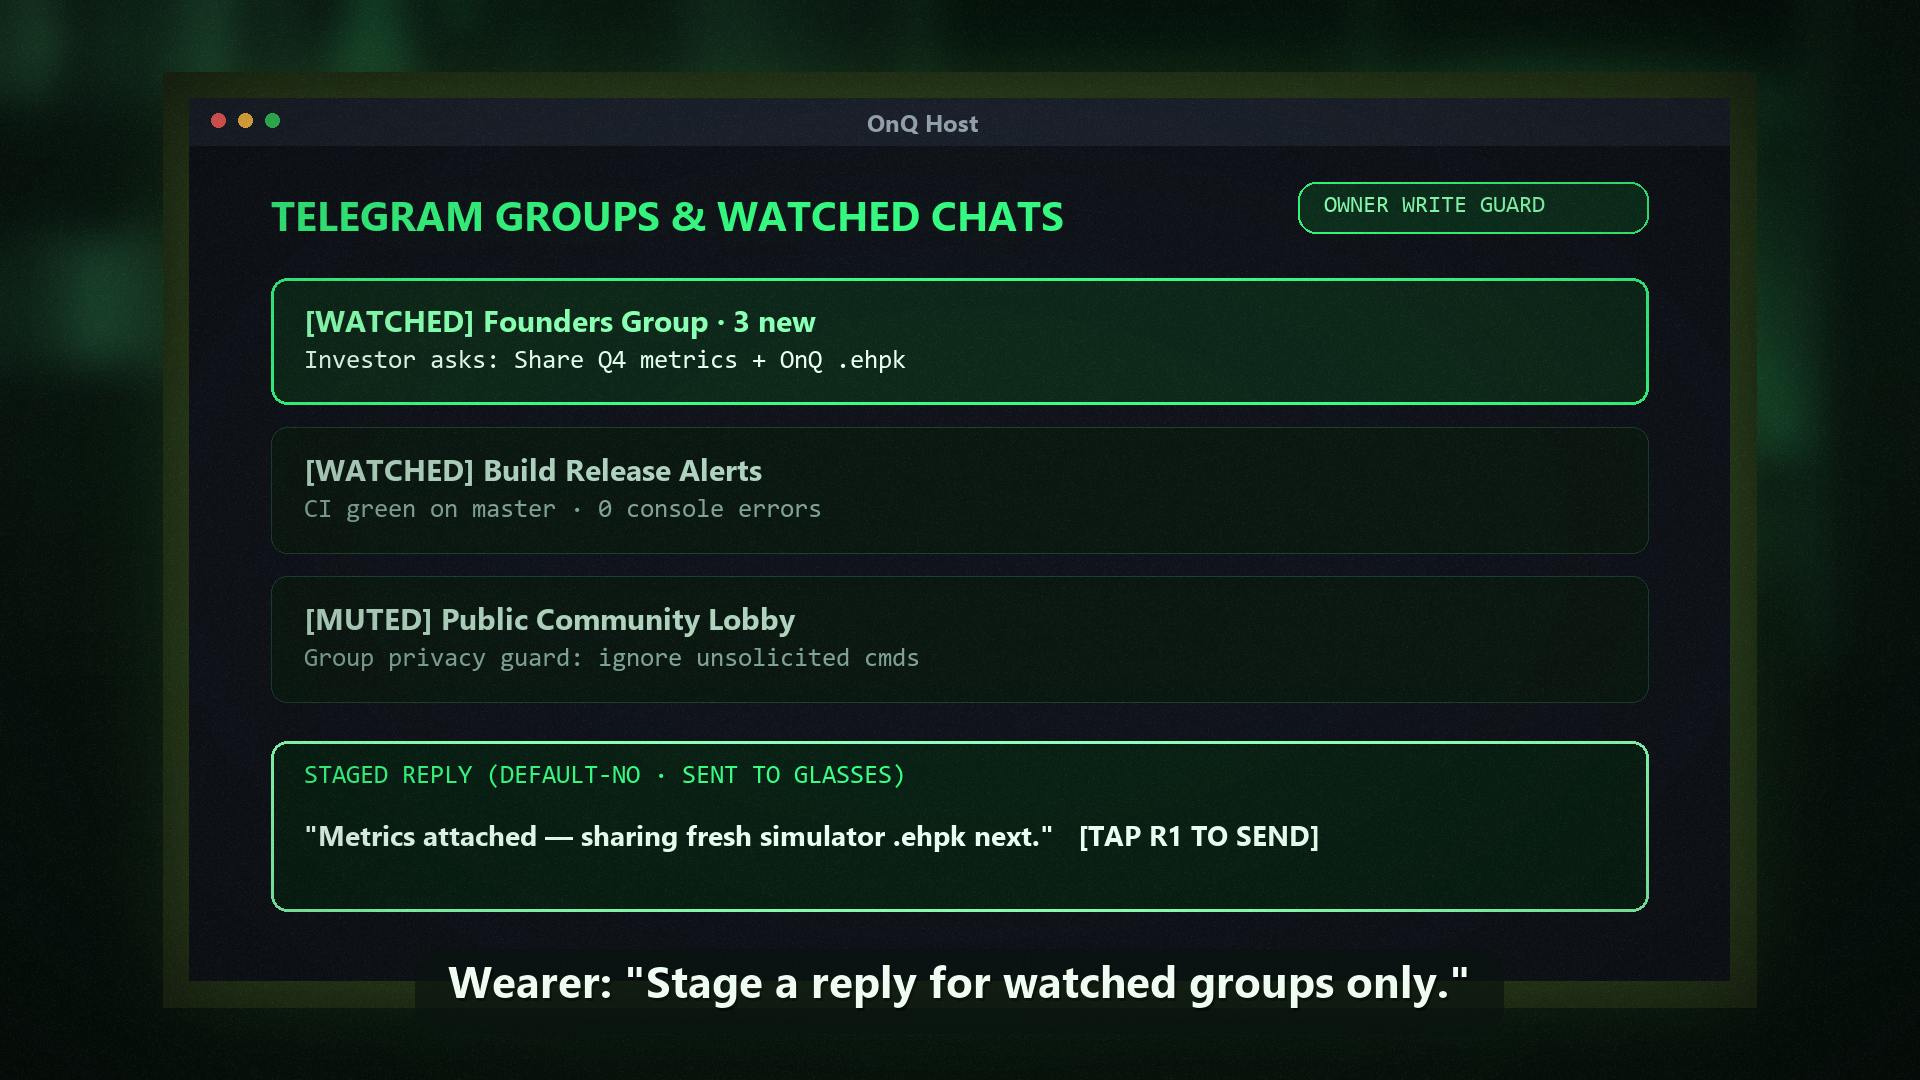 OnQ Host
TELEGRAM GROUPS & WATCHED CHATS
OWNER WRITE GUARD
[WATCHED] Founders Group · 3 new
Investor asks: Share Q4 metrics + OnQ .ehpk
[WATCHED] Build Release Alerts
CI green on master · 0 console errors
[MUTED] Public Community Lobby
Group privacy guard: ignore unsolicited cmds
STAGED REPLY (DEFAULT-NO · SENT TO GLASSES)
"Metrics attached — sharing fresh simulator .ehpk next." [TAP R1 TO SEND]
Wearer: "Stage a reply for watched groups only."